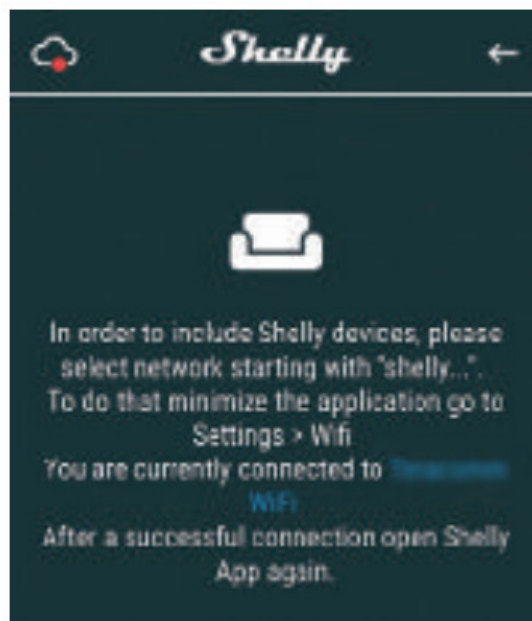 Shelly
In order to include Shelly devices, please
select network starting with "shelly...".
To do that minimize the application go to
Settings > Wifi
You are currently connected to
WiFi
After a successful connection open Shelly
App again.